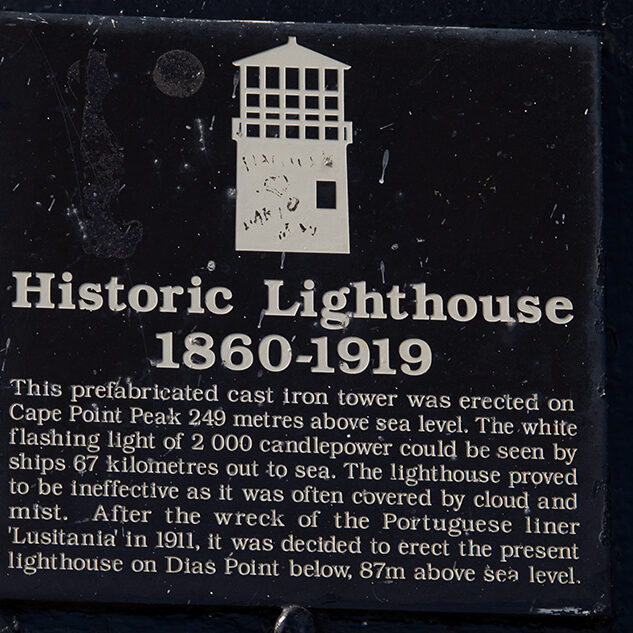 Historic Lighthouse
1860-1919
This prefabricated cast iron tower was erected on
Cape Point Peak 249 metres above sea level. The white
flashing light of 2 000 candlepower could be seen by
ships 67 kilometres out to sea. The lighthouse proved
to be ineffective as it was often covered by cloud and
mist. After the wreck of the Portuguese liner
'Lusitania' in 1911, it was decided to erect the present
lighthouse on Dias Point below, 87m above sea level.